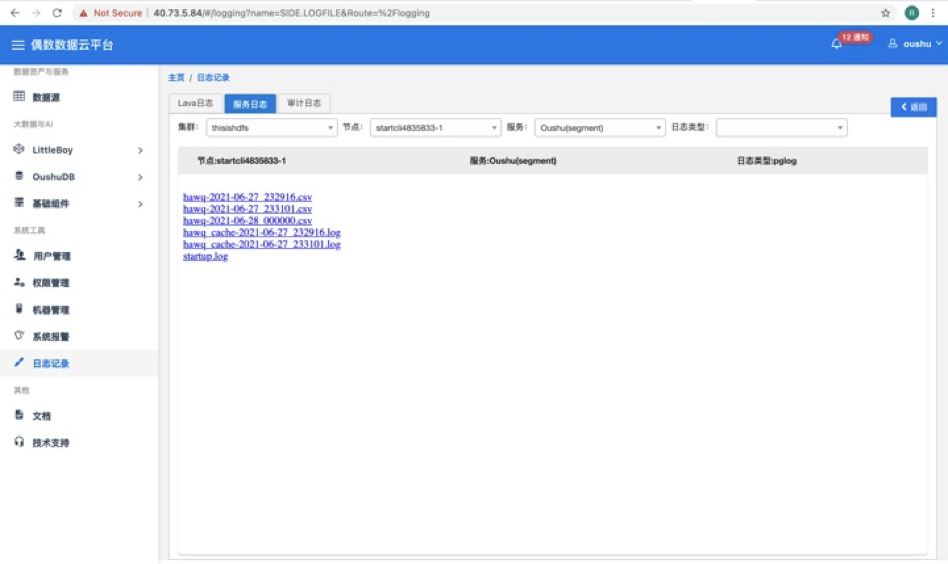 Not Secure | 40.73.5.84/#/logging?name=SIDE.LOGFILE&Route=%2Flogging
R
偶数数据云平台
12 通知
oushu
数据资产与服务
数据源
大数据与AI
LittleBoy
OushuDB
基础组件
系统工具
用户管理
权限管理
机器管理
系统报警
日志记录
其他
文档
技术支持
主页 / 日志记录
Lava日志 服务日志 审计日志
返回
集群: thisishdfs 节点: startcli4835833-1 服务: Oushu(segment) 日志类型:
节点:startcli4835833-1 服务:Oushu(segment) 日志类型:pglog
hawq-2021-06-27_232916.csv
hawq-2021-06-27_233101.csv
hawq-2021-06-28_000000.csv
hawq_cache-2021-06-27_232916.log
hawq_cache-2021-06-27_233101.log
startup.log